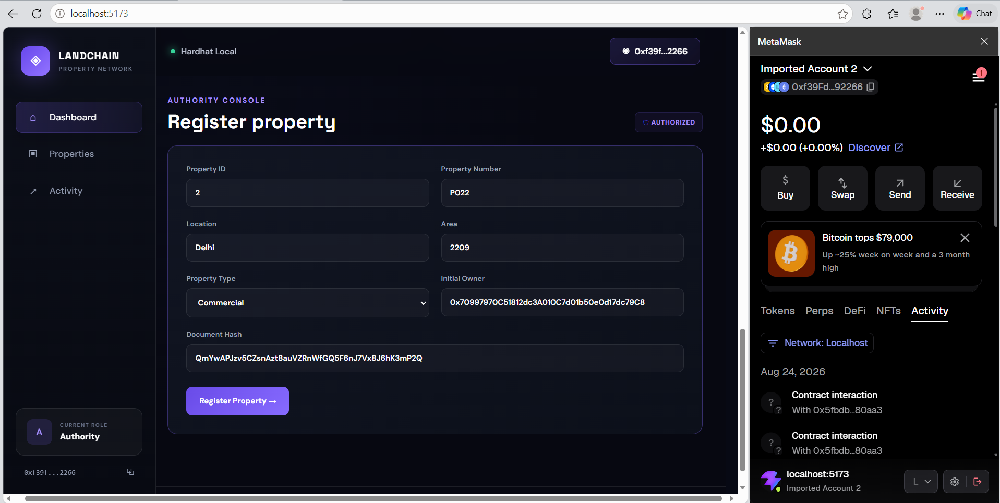 localhost:5173
Chat
LANDCHAIN
PROPERTY NETWORK
Dashboard
Properties
Activity
CURRENT ROLE
A
Authority
0xf39f...2266
Hardhat Local
0xf39f...2266
AUTHORITY CONSOLE
Register property
AUTHORIZED
Property ID
Property Number
2
P022
Location
Area
Delhi
2209
Property Type
Initial Owner
Commercial
0x70997970C51812dc3A010C7d01b50e0d17dc79C8
Document Hash
QmYwAPJzv5CZsnAzt8auVZRnWfGQ5F6nJ7Vx8J6hK3mP2Q
Register Property →
MetaMask
Imported Account 2
1
0xf39Fd...92266
$0.00
+$0.00 (+0.00%) Discover
Buy
Swap
Send
Receive
Bitcoin tops $79,000
Up ~25% week on week and a 3 month
high
Tokens
Perps
DeFi
NFTs
Activity
Network: Localhost
Aug 24, 2026
Contract interaction
With 0x5fbdb...80aa3
Contract interaction
With 0x5fbdb...80aa3
localhost:5173
Imported Account 2
L